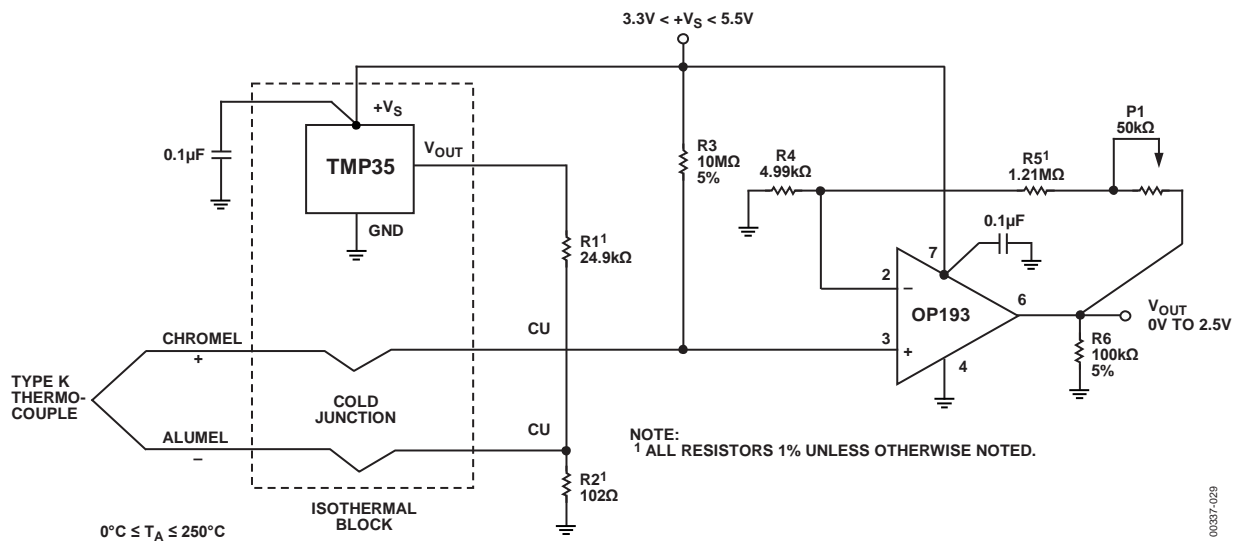 3.3V < +VS < 5.5V
+VS
0.1µF
TMP35
VOUT
GND
R1¹
24.9kΩ
R3
10MΩ
5%
R4
4.99kΩ
R5¹
1.21MΩ
P1
50kΩ
0.1µF
7
2
−
OP193
6
3
+
4
VOUT
0V TO 2.5V
R6
100kΩ
5%
CHROMEL
+
CU
TYPE K
THERMO-
COUPLE
COLD
JUNCTION
ALUMEL
−
CU
R2¹
102Ω
NOTE:
¹ ALL RESISTORS 1% UNLESS OTHERWISE NOTED.
ISOTHERMAL
BLOCK
0°C ≤ TA ≤ 250°C
00337-029